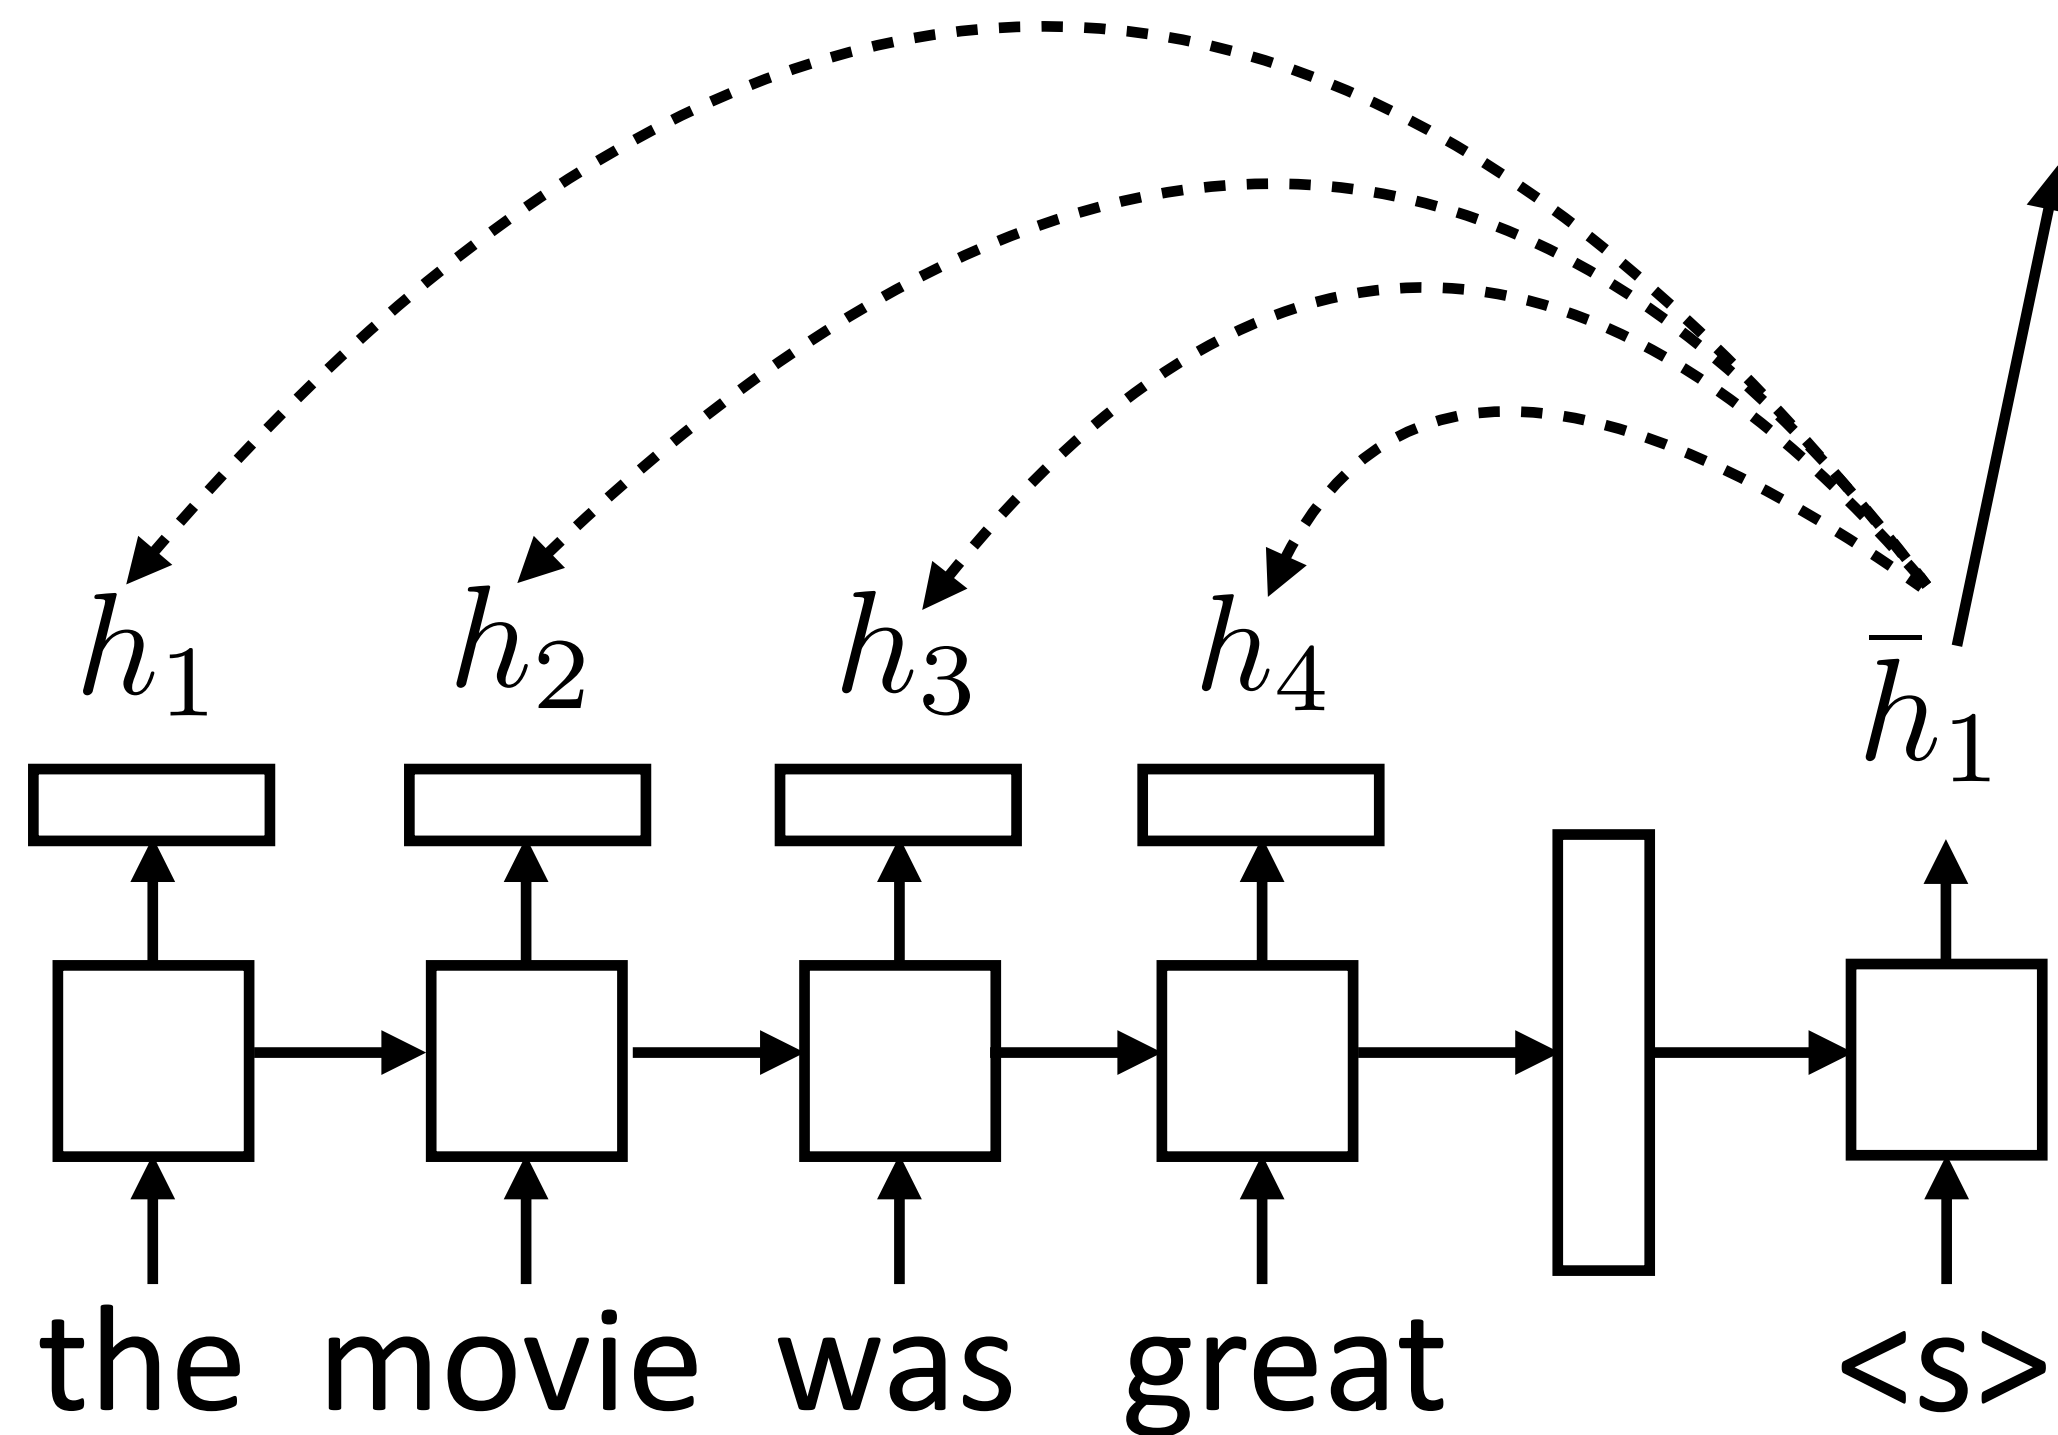 h₁ h₂ h₃ h₄ h̄₁
the movie was great <s>